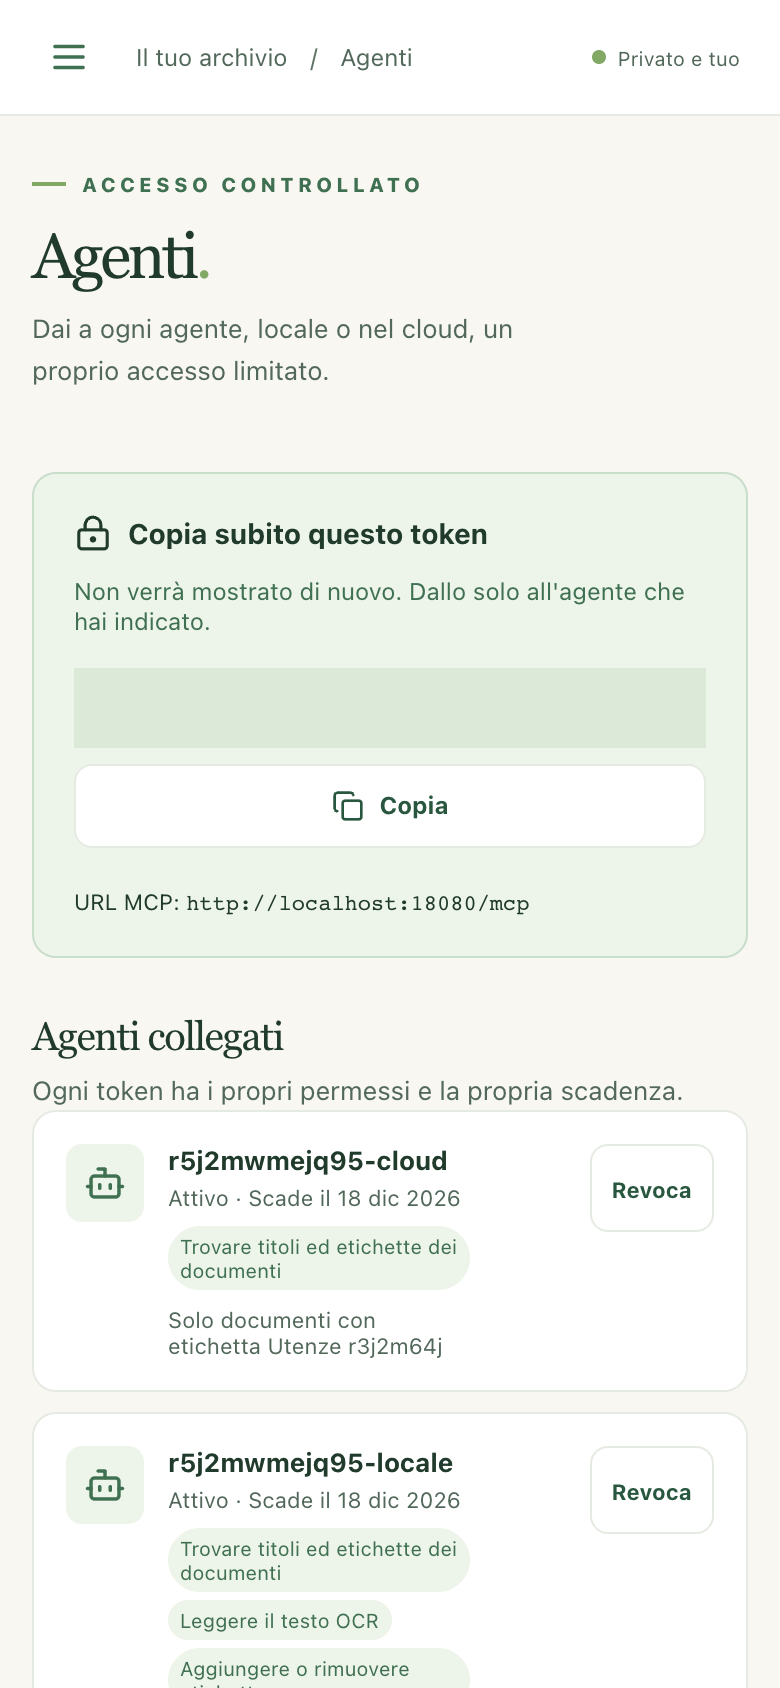 Il tuo archivio / Agenti
Privato e tuo
ACCESSO CONTROLLATO
Agenti.
Dai a ogni agente, locale o nel cloud, un
proprio accesso limitato.
Copia subito questo token
Non verrà mostrato di nuovo. Dallo solo all'agente che
hai indicato.
Copia
URL MCP: http://localhost:18080/mcp
Agenti collegati
Ogni token ha i propri permessi e la propria scadenza.
r5j2mwmejq95-cloud
Attivo · Scade il 18 dic 2026
Revoca
Trovare titoli ed etichette dei
documenti
Solo documenti con
etichetta Utenze r3j2m64j
r5j2mwmejq95-locale
Attivo · Scade il 18 dic 2026
Revoca
Trovare titoli ed etichette dei
documenti
Leggere il testo OCR
Aggiungere o rimuovere